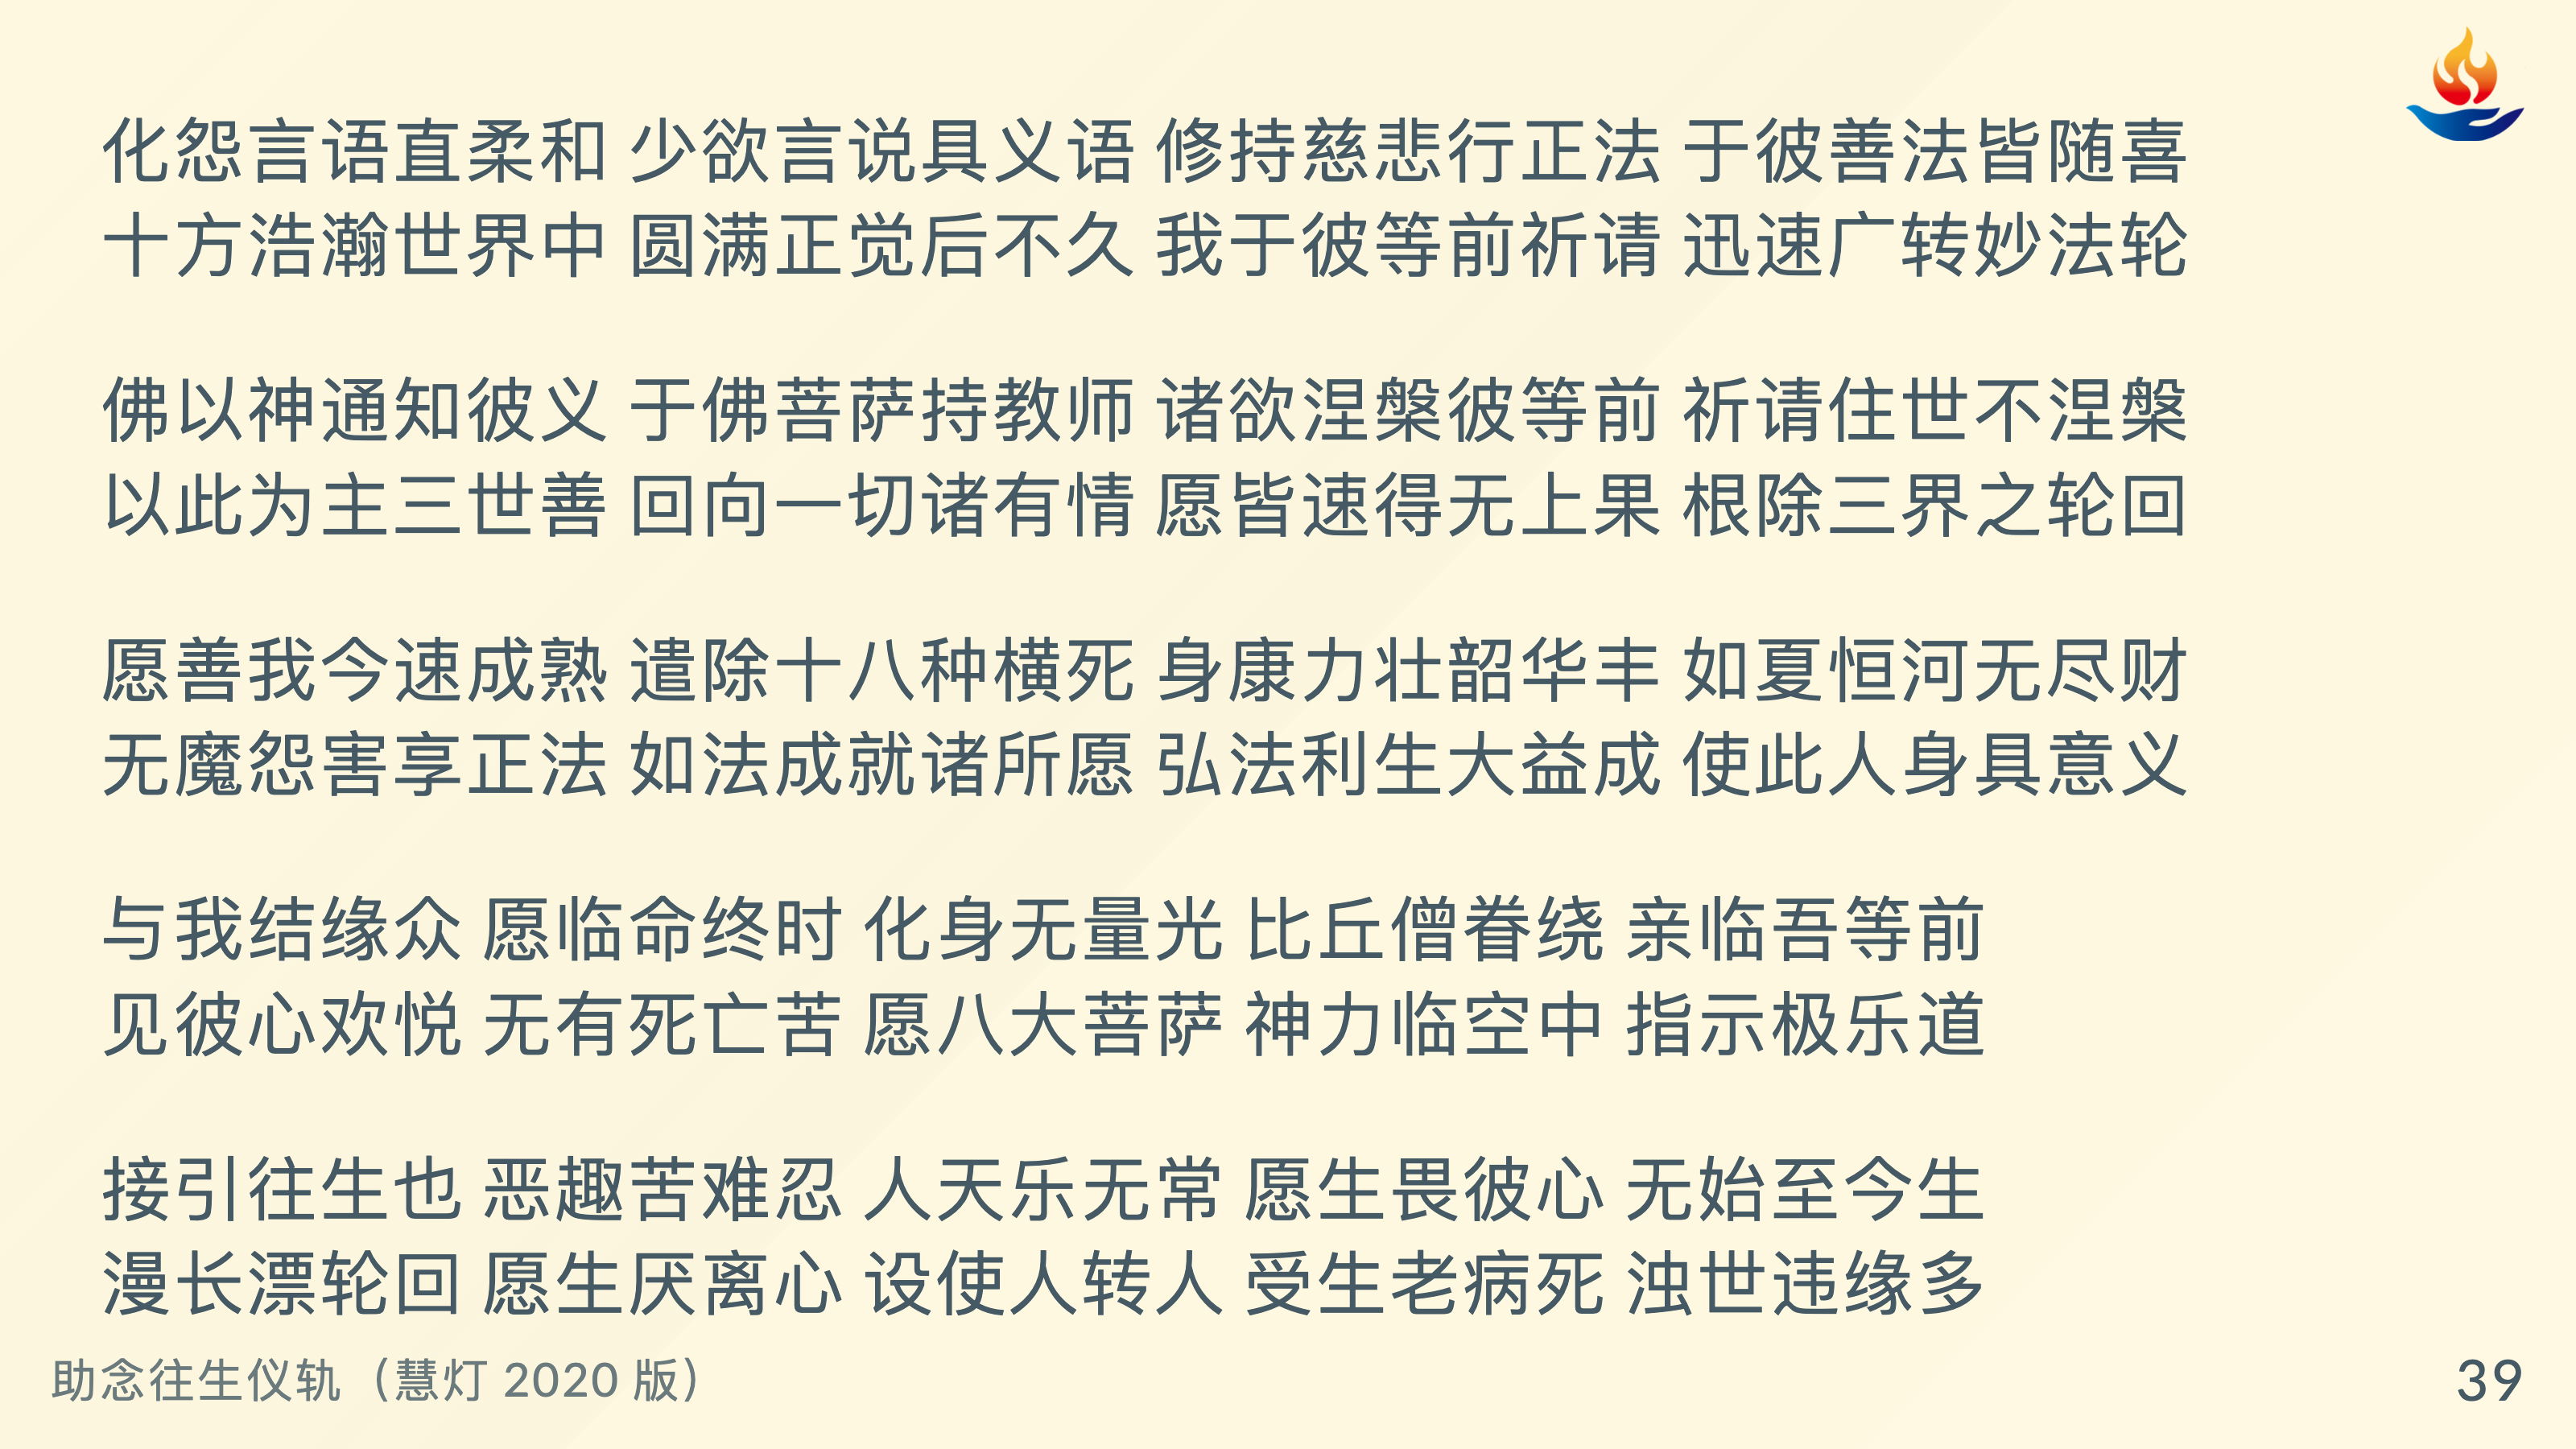 化怨言语直柔和 少欲言说具义语 修持慈悲行正法 于彼善法皆随喜
十方浩瀚世界中 圆满正觉后不久 我于彼等前祈请 迅速广转妙法轮
佛以神通知彼义 于佛菩萨持教师 诸欲涅槃彼等前 祈请住世不涅槃
以此为主三世善 回向一切诸有情 愿皆速得无上果 根除三界之轮回
愿善我今速成熟 遣除十八种横死 身康力壮韶华丰 如夏恒河无尽财
无魔怨害享正法 如法成就诸所愿 弘法利生大益成 使此人身具意义
与我结缘众 愿临命终时 化身无量光 比丘僧眷绕 亲临吾等前
见彼心欢悦 无有死亡苦 愿八大菩萨 神力临空中 指示极乐道
接引往生也 恶趣苦难忍 人天乐无常 愿生畏彼心 无始至今生
漫长漂轮回 愿生厌离心 设使人转人 受生老病死 浊世违缘多
助念往生仪轨（慧灯 2020 版）
39